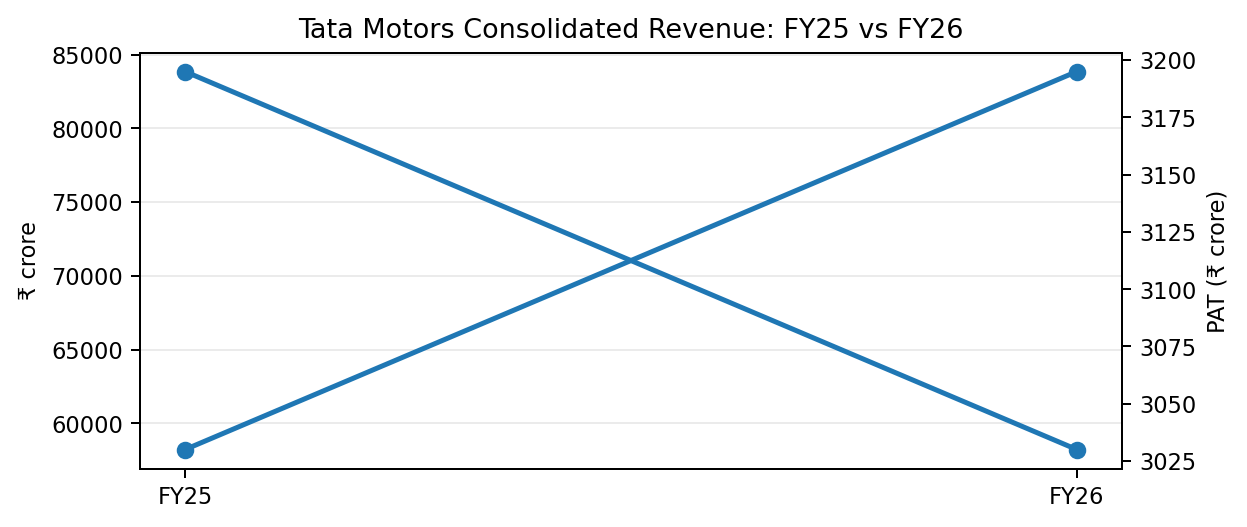 Tata Motors Consolidated Revenue: FY25 vs FY26
85000
80000
75000
70000
65000
60000
₹ crore
3200
3175
3150
3125
3100
3075
3050
3025
PAT (₹ crore)
FY25
FY26